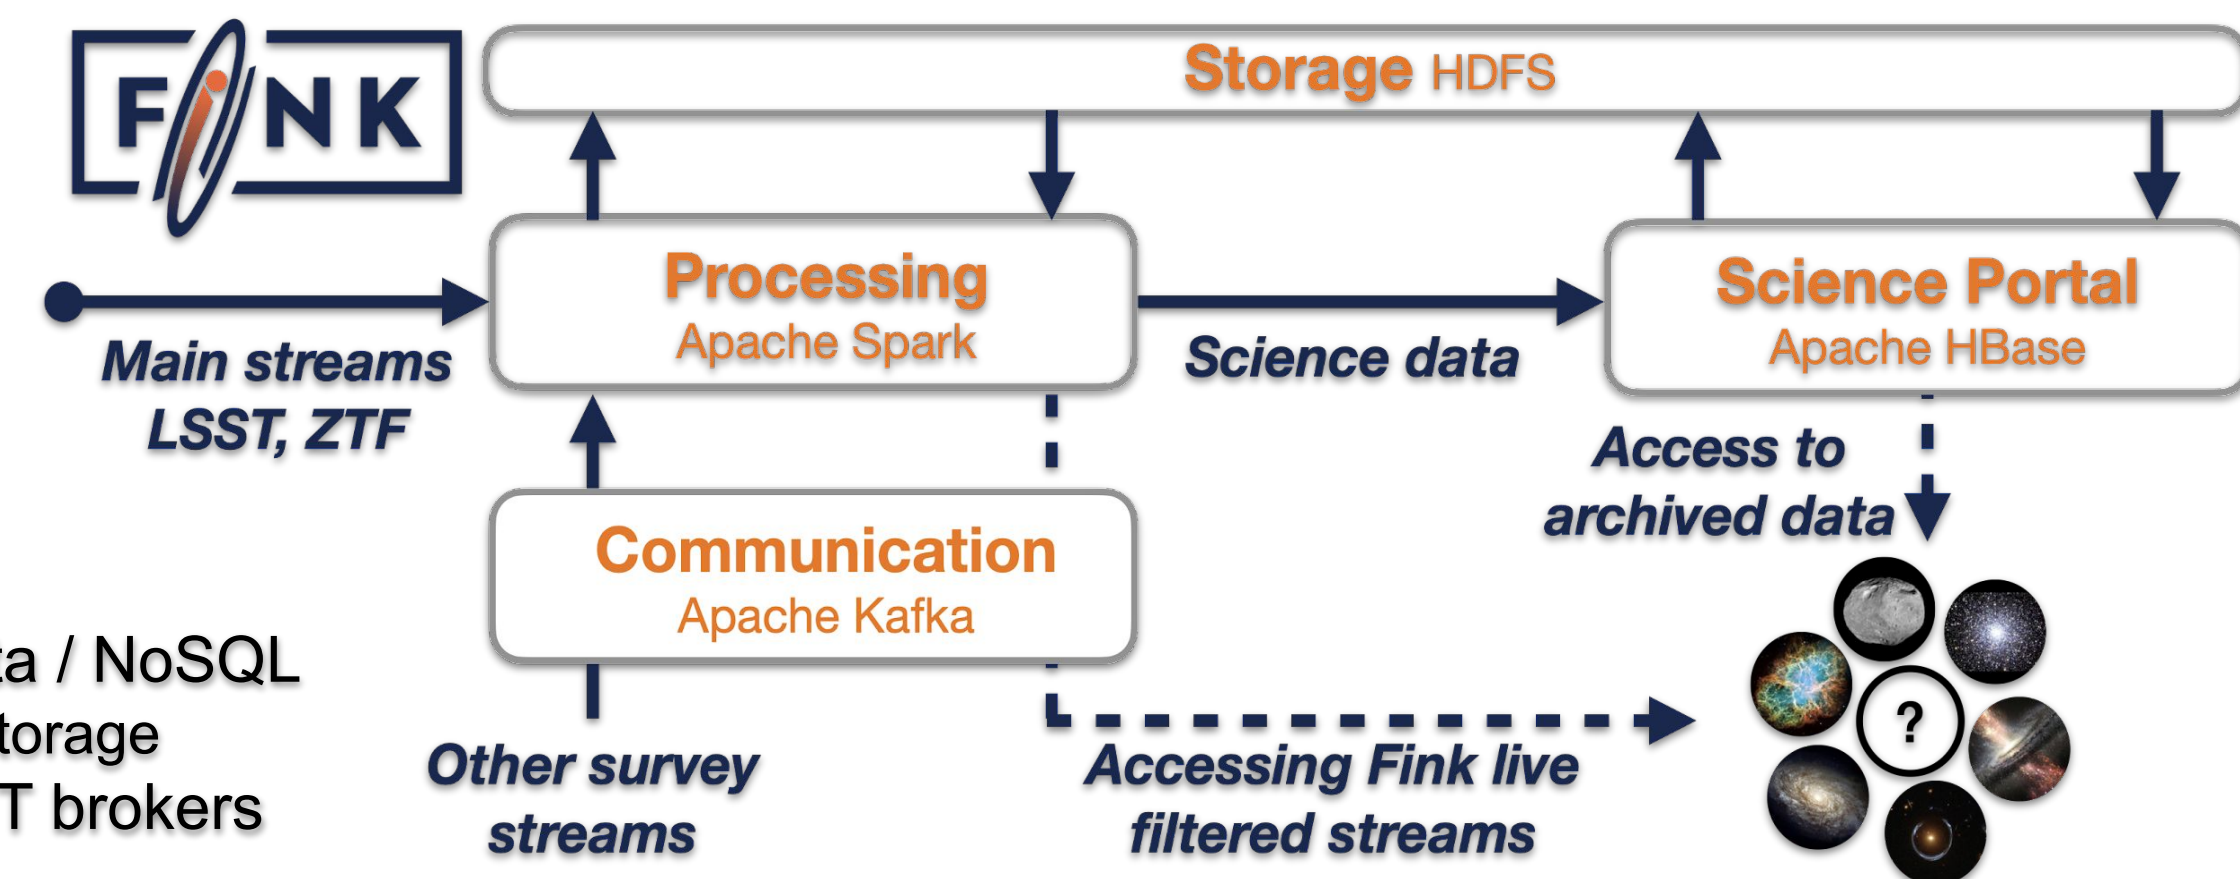 FINK
Storage HDFS
Processing
Apache Spark
Science Portal
Apache HBase
Main streams
LSST, ZTF
Science data
Access to
archived data
Communication
Apache Kafka
ta / NoSQL
torage
T brokers
Other survey
streams
Accessing Fink live
filtered streams
?